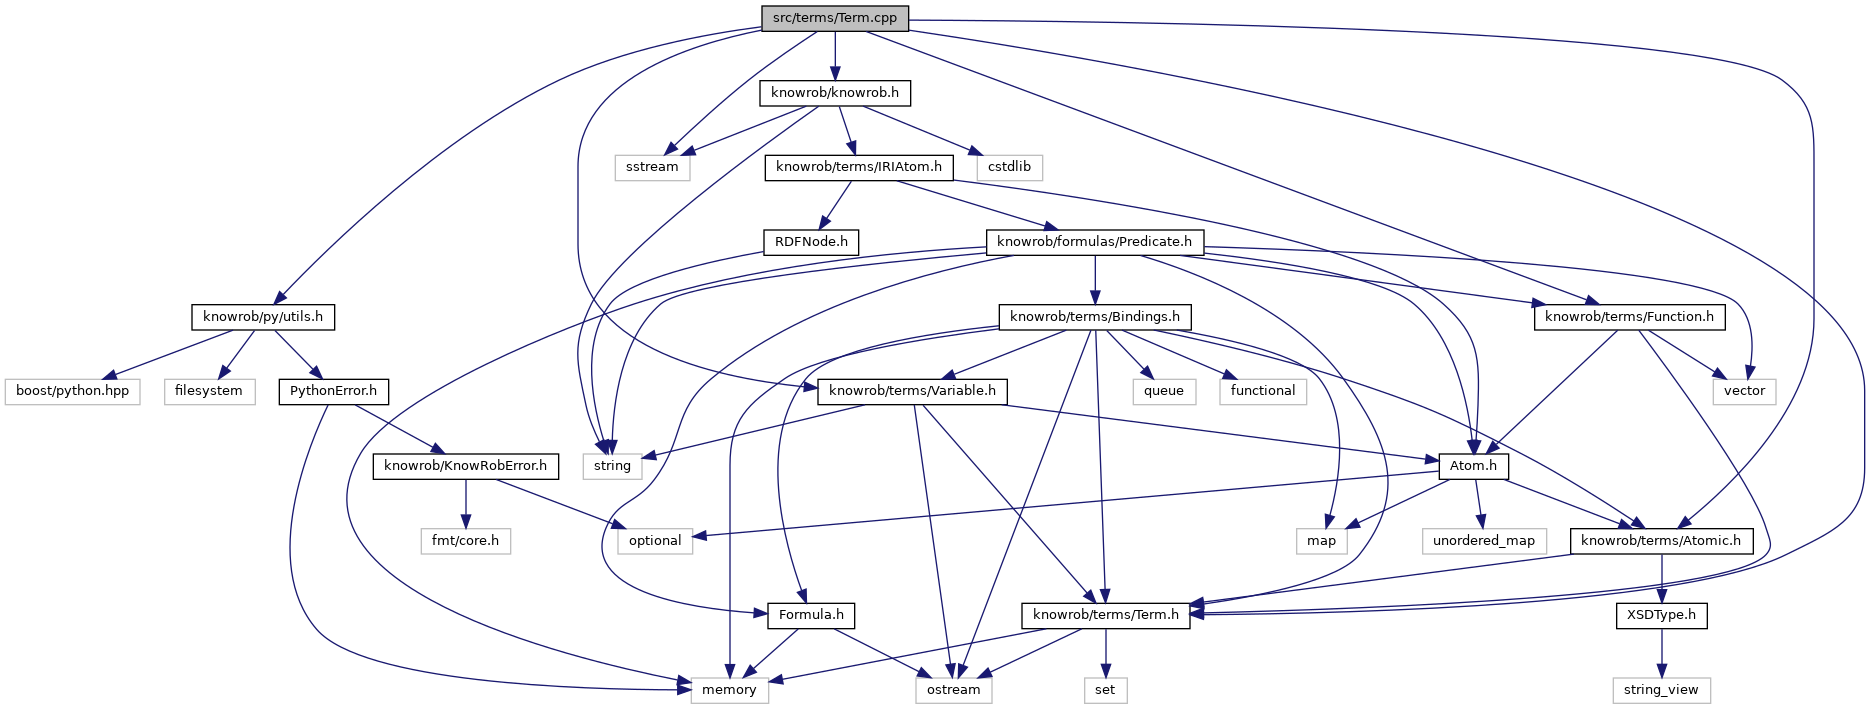 src/terms/Term.cpp
knowrob/knowrob.h
sstream
knowrob/terms/IRIAtom.h
cstdlib
RDFNode.h
knowrob/formulas/Predicate.h
knowrob/py/utils.h
knowrob/terms/Bindings.h
knowrob/terms/Function.h
boost/python.hpp
filesystem
PythonError.h
knowrob/terms/Variable.h
queue
functional
vector
knowrob/KnowRobError.h
string
Atom.h
fmt/core.h
optional
map
unordered_map
knowrob/terms/Atomic.h
Formula.h
knowrob/terms/Term.h
XSDType.h
memory
ostream
set
string_view